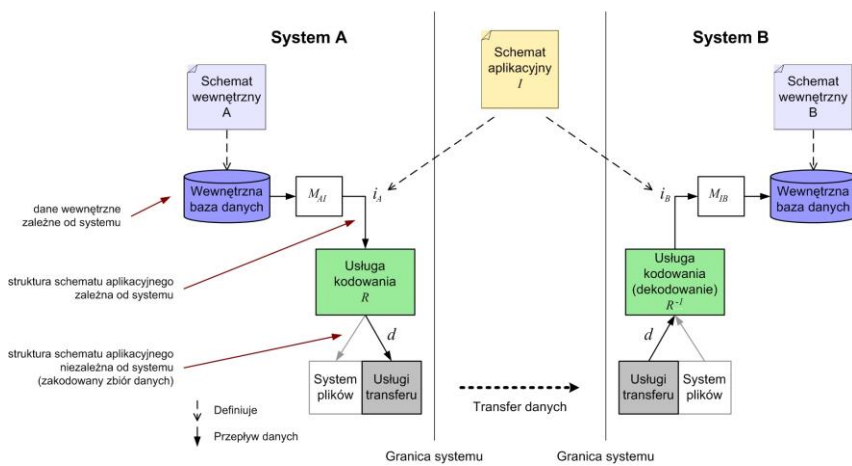 System A
System B
Schemat
aplikacyjny
I
Schemat
wewnętrzny
A
Schemat
wewnętrzny
B
Wewnętrzna
baza danych
M_AI
i_A
i_B
M_IB
Wewnętrzna
baza danych
dane wewnętrzne
zależne od systemu
Usługa
kodowania
R
Usługa
kodowania
(dekodowanie)
R^-1
struktura schematu aplikacyjnego
zależna od systemu
struktura schematu aplikacyjnego
niezależna od systemu
(zakodowany zbiór danych)
d
d
System
plików
Usługi
transferu
Usługi
transferu
System
plików
Transfer danych
Definiuje
Przepływ danych
Granica systemu
Granica systemu